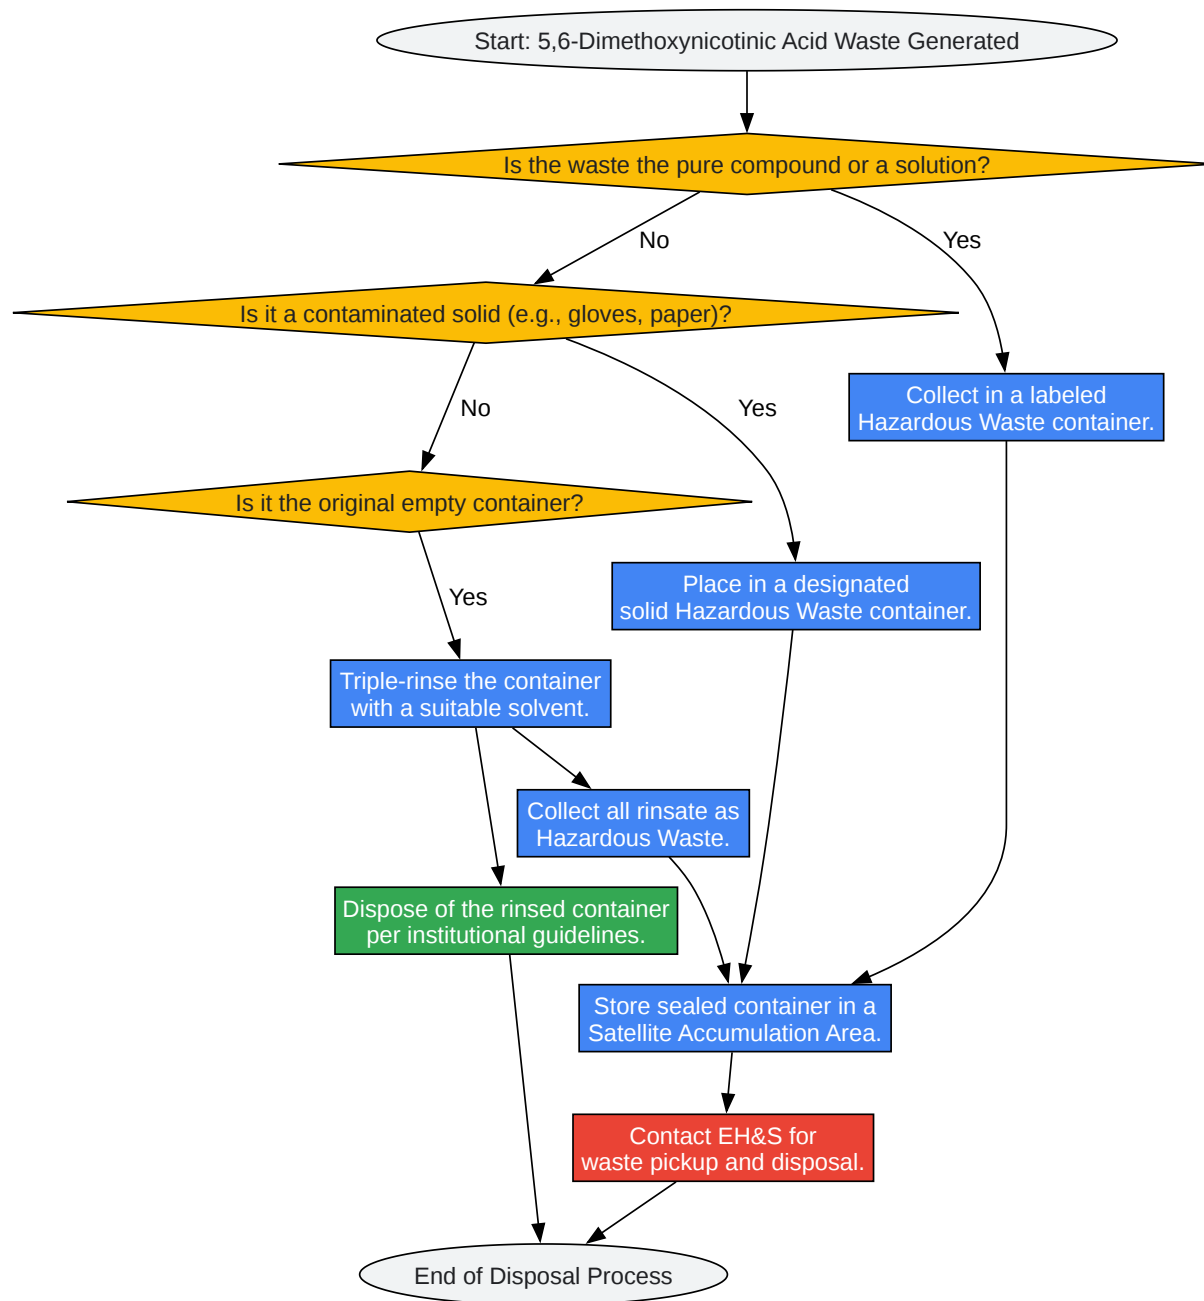 Start: 5,6-Dimethoxynicotinic Acid Waste Generated
Is the waste the pure compound or a solution?
No
Yes
Is it a contaminated solid (e.g., gloves, paper)?
Collect in a labeled
Hazardous Waste container.
No
Yes
Is it the original empty container?
Place in a designated
solid Hazardous Waste container.
Yes
Triple-rinse the container
with a suitable solvent.
Collect all rinsate as
Hazardous Waste.
Dispose of the rinsed container
per institutional guidelines.
Store sealed container in a
Satellite Accumulation Area.
Contact EH&S for
waste pickup and disposal.
End of Disposal Process